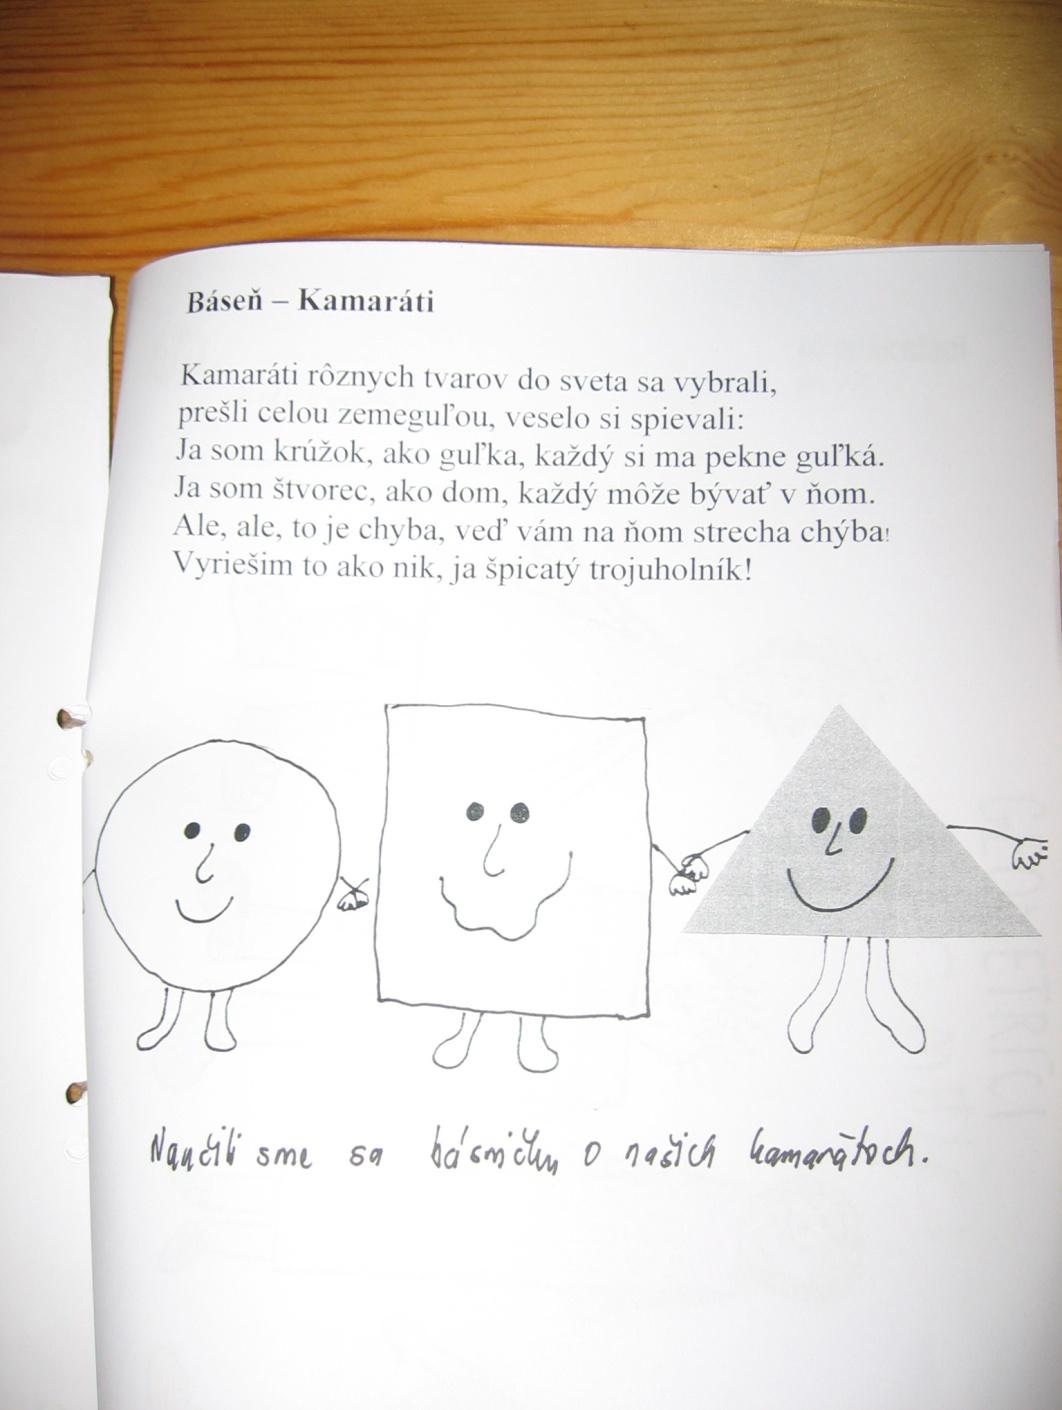 Báseň – Kamaráti
Kamaráti rôznych tvarov do sveta sa vybrali,
prešli celou zemeguľou, veselo si spievali:
Ja som krúžok, ako guľka, každý si ma pekne guľká.
Ja som štvorec, ako dom, každý môže bývať v ňom.
Ale, ale, to je chyba, veď vám na ňom strecha chýba!
Vyriešim to ako nik, ja špicatý trojuholník!
Naučili sme sa básničku o našich kamarátoch.